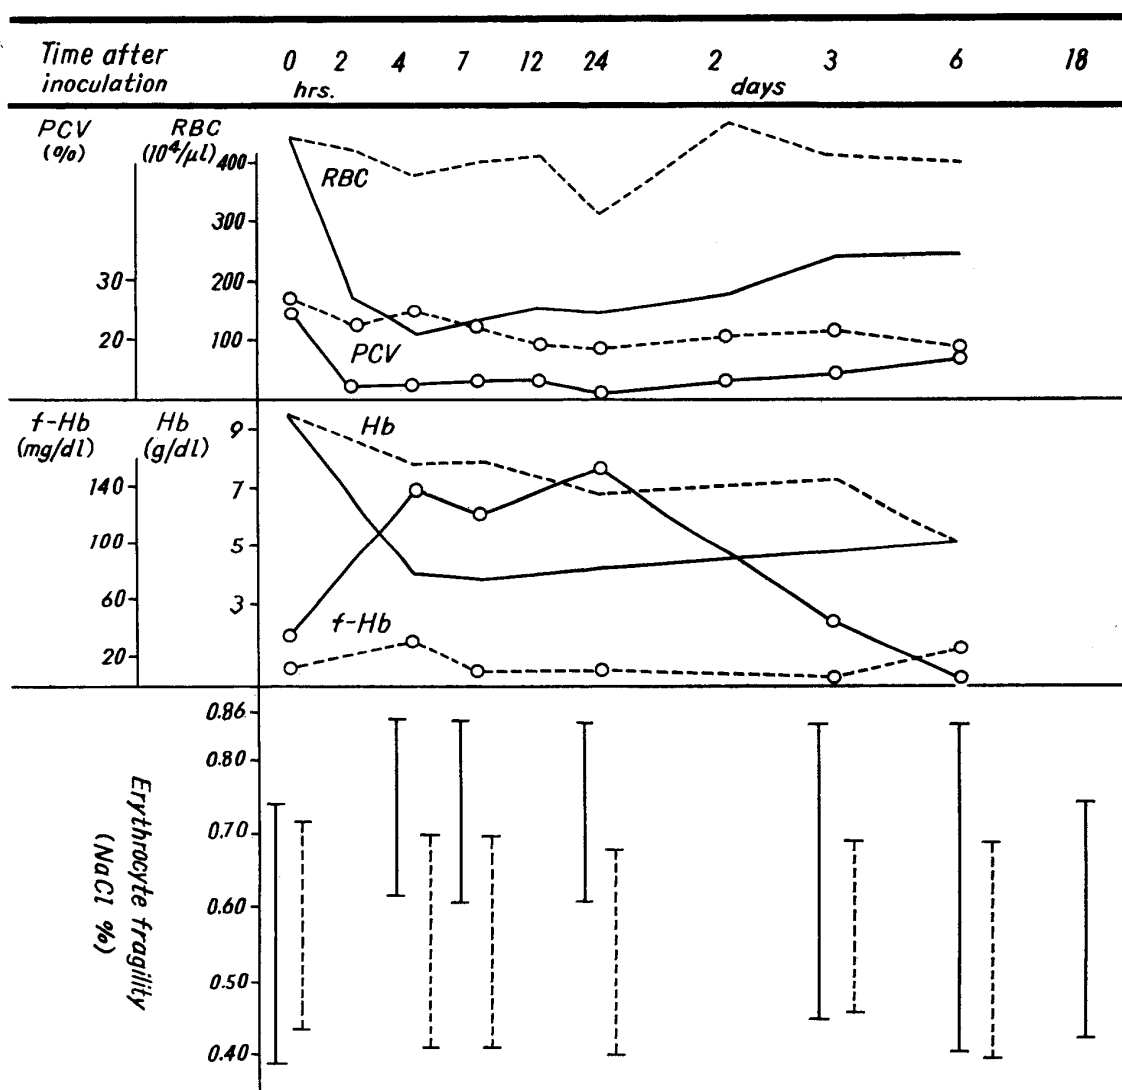 Time after 0 2 4 7 12 24 2 3 6 18
inoculation hrs. days
PCV RBC
(%) (10⁴/μl) 400
RBC
300
30 200
20 100
PCV
f-Hb Hb 9 Hb
(mg/dl) (g/dl)
140 7
100 5
60 3
f-Hb
20
0.86
0.80
0.70
0.60
0.50
0.40
Erythrocyte fragility
(NaCl %)